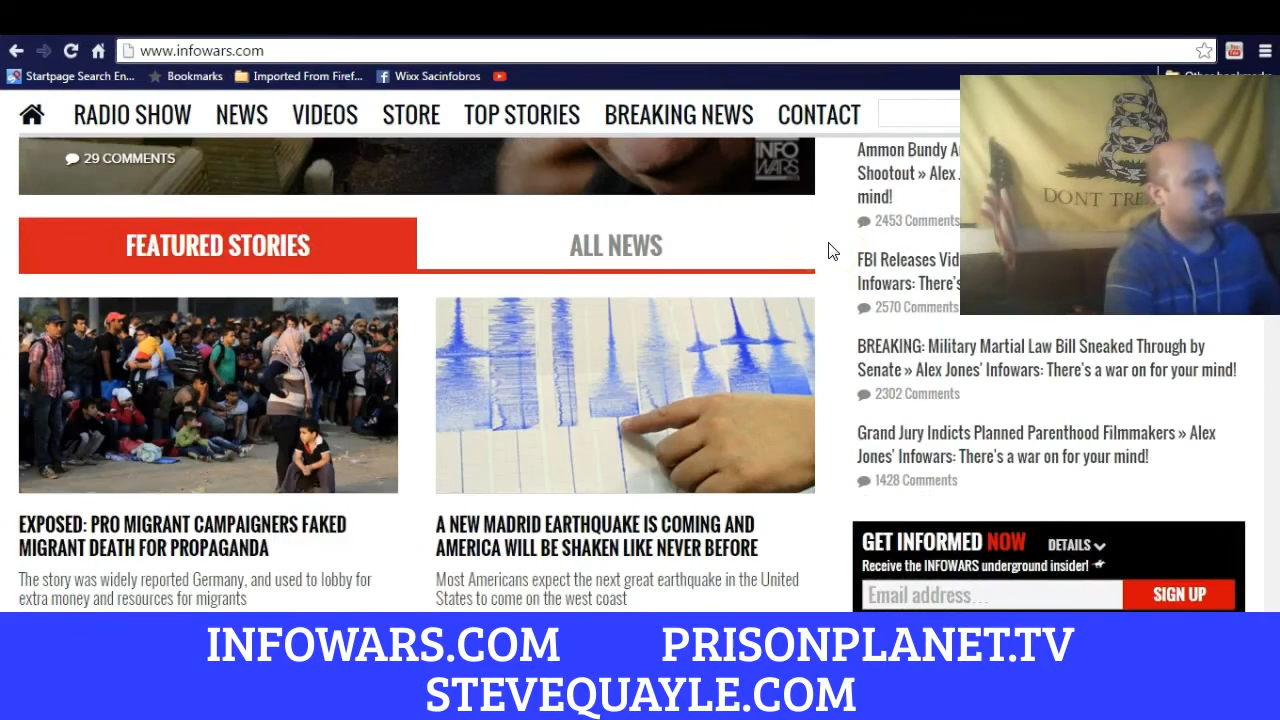 www.infowars.com
Startpage Search En...
Bookmarks
Imported From Firef...
Wixx Sacinfobros
Other bookmarks
RADIO SHOW
NEWS
VIDEOS
STORE
TOP STORIES
BREAKING NEWS
CONTACT
29 COMMENTS
INFO
WARS
FEATURED STORIES
ALL NEWS
EXPOSED: PRO MIGRANT CAMPAIGNERS FAKED
MIGRANT DEATH FOR PROPAGANDA
The story was widely reported Germany, and used to lobby for
extra money and resources for migrants
A NEW MADRID EARTHQUAKE IS COMING AND
AMERICA WILL BE SHAKEN LIKE NEVER BEFORE
Most Americans expect the next great earthquake in the United
States to come on the west coast
Ammon Bundy
Shootout » Alex
mind!
2453 Comments
FBI Releases
Infowars: There's
2570 Comments
BREAKING: Military Martial Law Bill Sneaked Through by
Senate » Alex Jones' Infowars: There's a war on for your mind!
2302 Comments
Grand Jury Indicts Planned Parenthood Filmmakers » Alex
Jones' Infowars: There's a war on for your mind!
1428 Comments
DONT
GET INFORMED NOW
DETAILS
Receive the INFOWARS underground insider!
Email address...
SIGN UP
INFOWARS.COM PRISONPLANET.TV
STEVEQUAYLE.COM